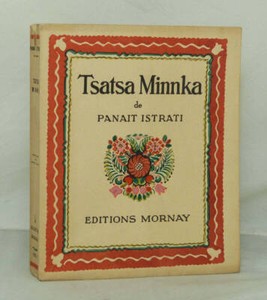 Tsatsa Minnka
de
PANAIT ISTRATI
EDITIONS MORNAY